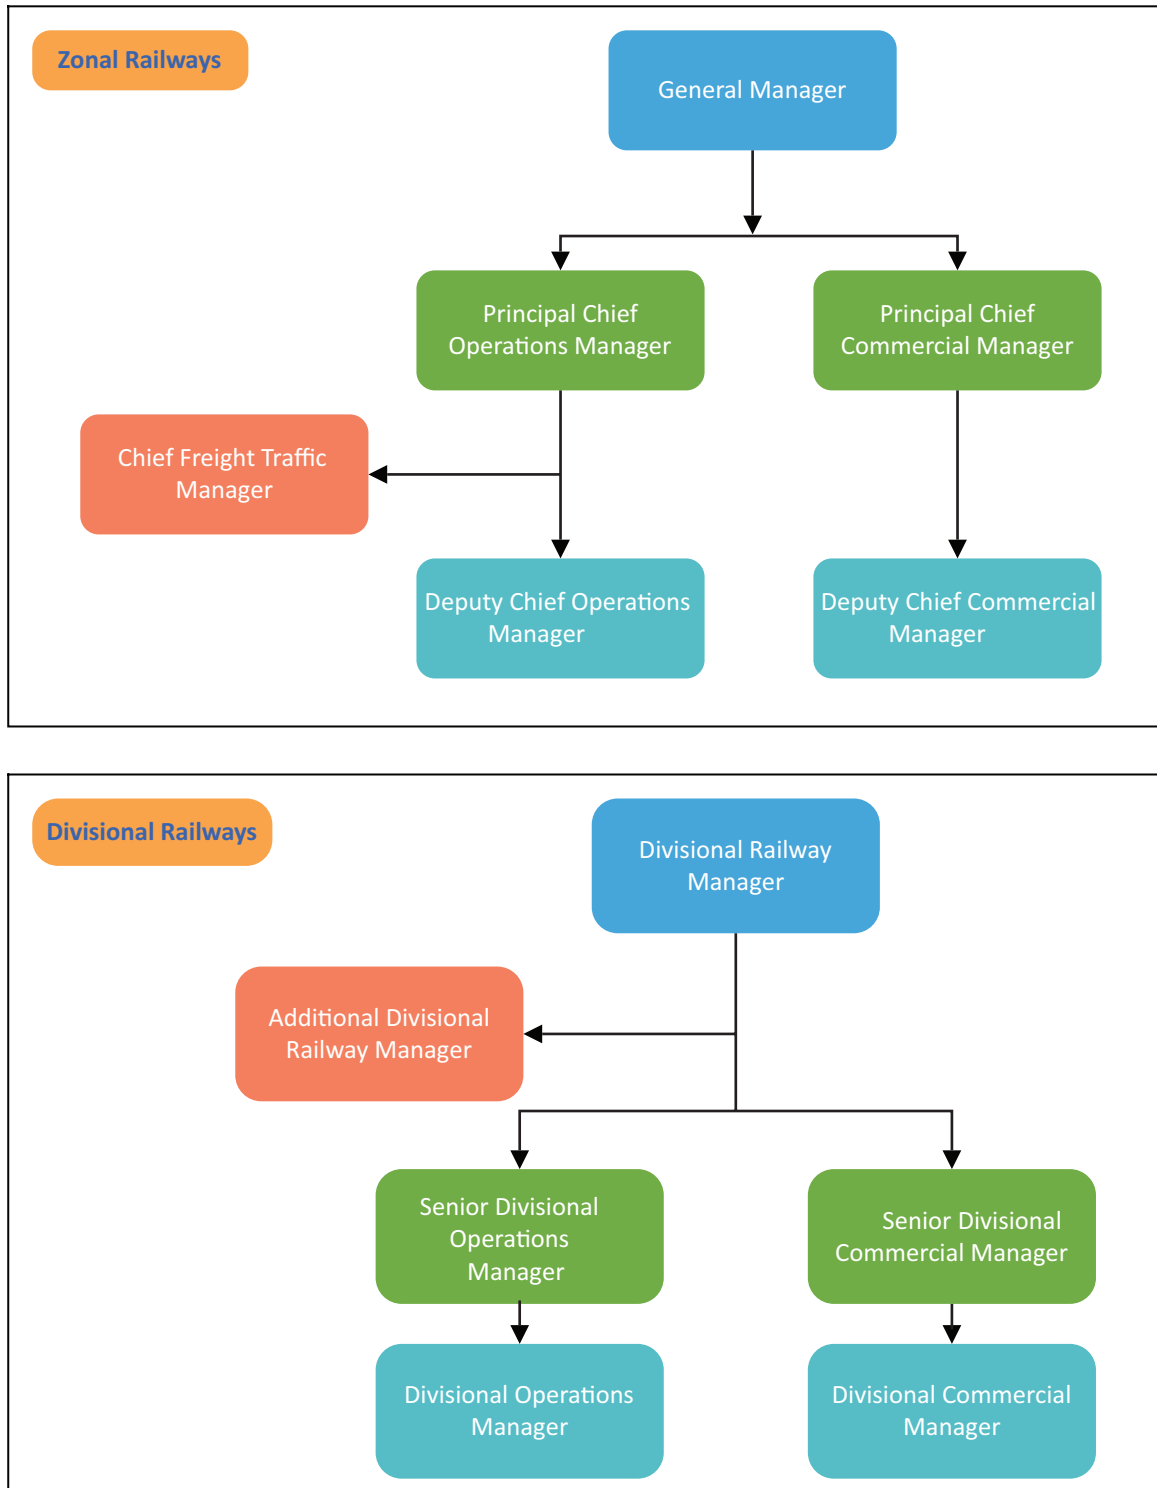 Zonal Railways
General Manager
Principal Chief
Operations Manager
Principal Chief
Commercial Manager
Chief Freight Traffic
Manager
Deputy Chief Operations
Manager
Deputy Chief Commercial
Manager
Divisional Railways
Divisional Railway
Manager
Additional Divisional
Railway Manager
Senior Divisional
Operations
Manager
Senior Divisional
Commercial Manager
Divisional Operations
Manager
Divisional Commercial
Manager